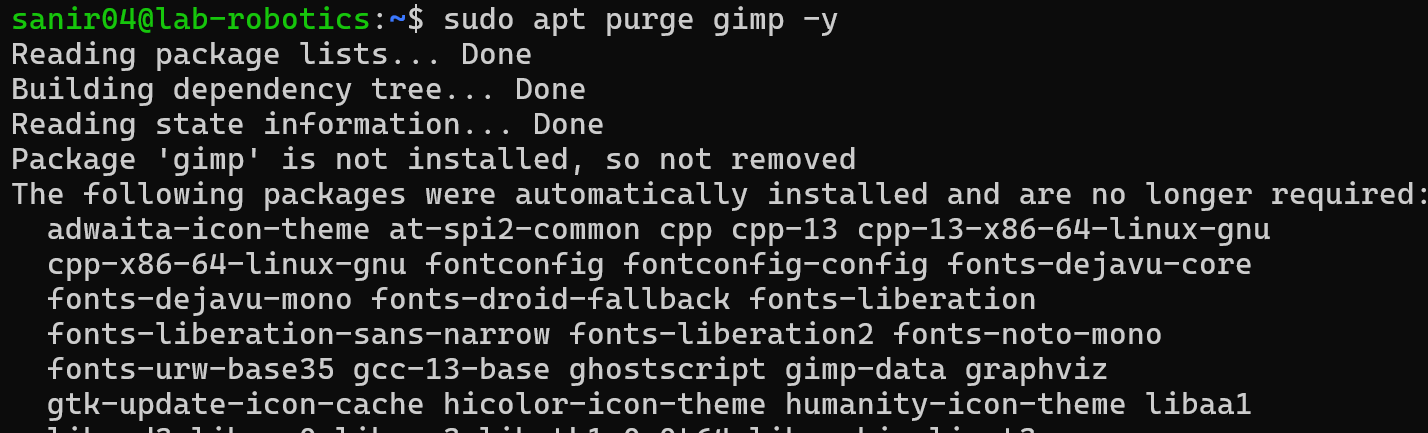 sanir04@lab-robotics:~$ sudo apt purge gimp -y
Reading package lists... Done
Building dependency tree... Done
Reading state information... Done
Package 'gimp' is not installed, so not removed
The following packages were automatically installed and are no longer required:
  adwaita-icon-theme at-spi2-common cpp cpp-13 cpp-13-x86-64-linux-gnu
  cpp-x86-64-linux-gnu fontconfig fontconfig-config fonts-dejavu-core
  fonts-dejavu-mono fonts-droid-fallback fonts-liberation
  fonts-liberation-sans-narrow fonts-liberation2 fonts-noto-mono
  fonts-urw-base35 gcc-13-base ghostscript gimp-data graphviz
  gtk-update-icon-cache hicolor-icon-theme humanity-icon-theme libaa1